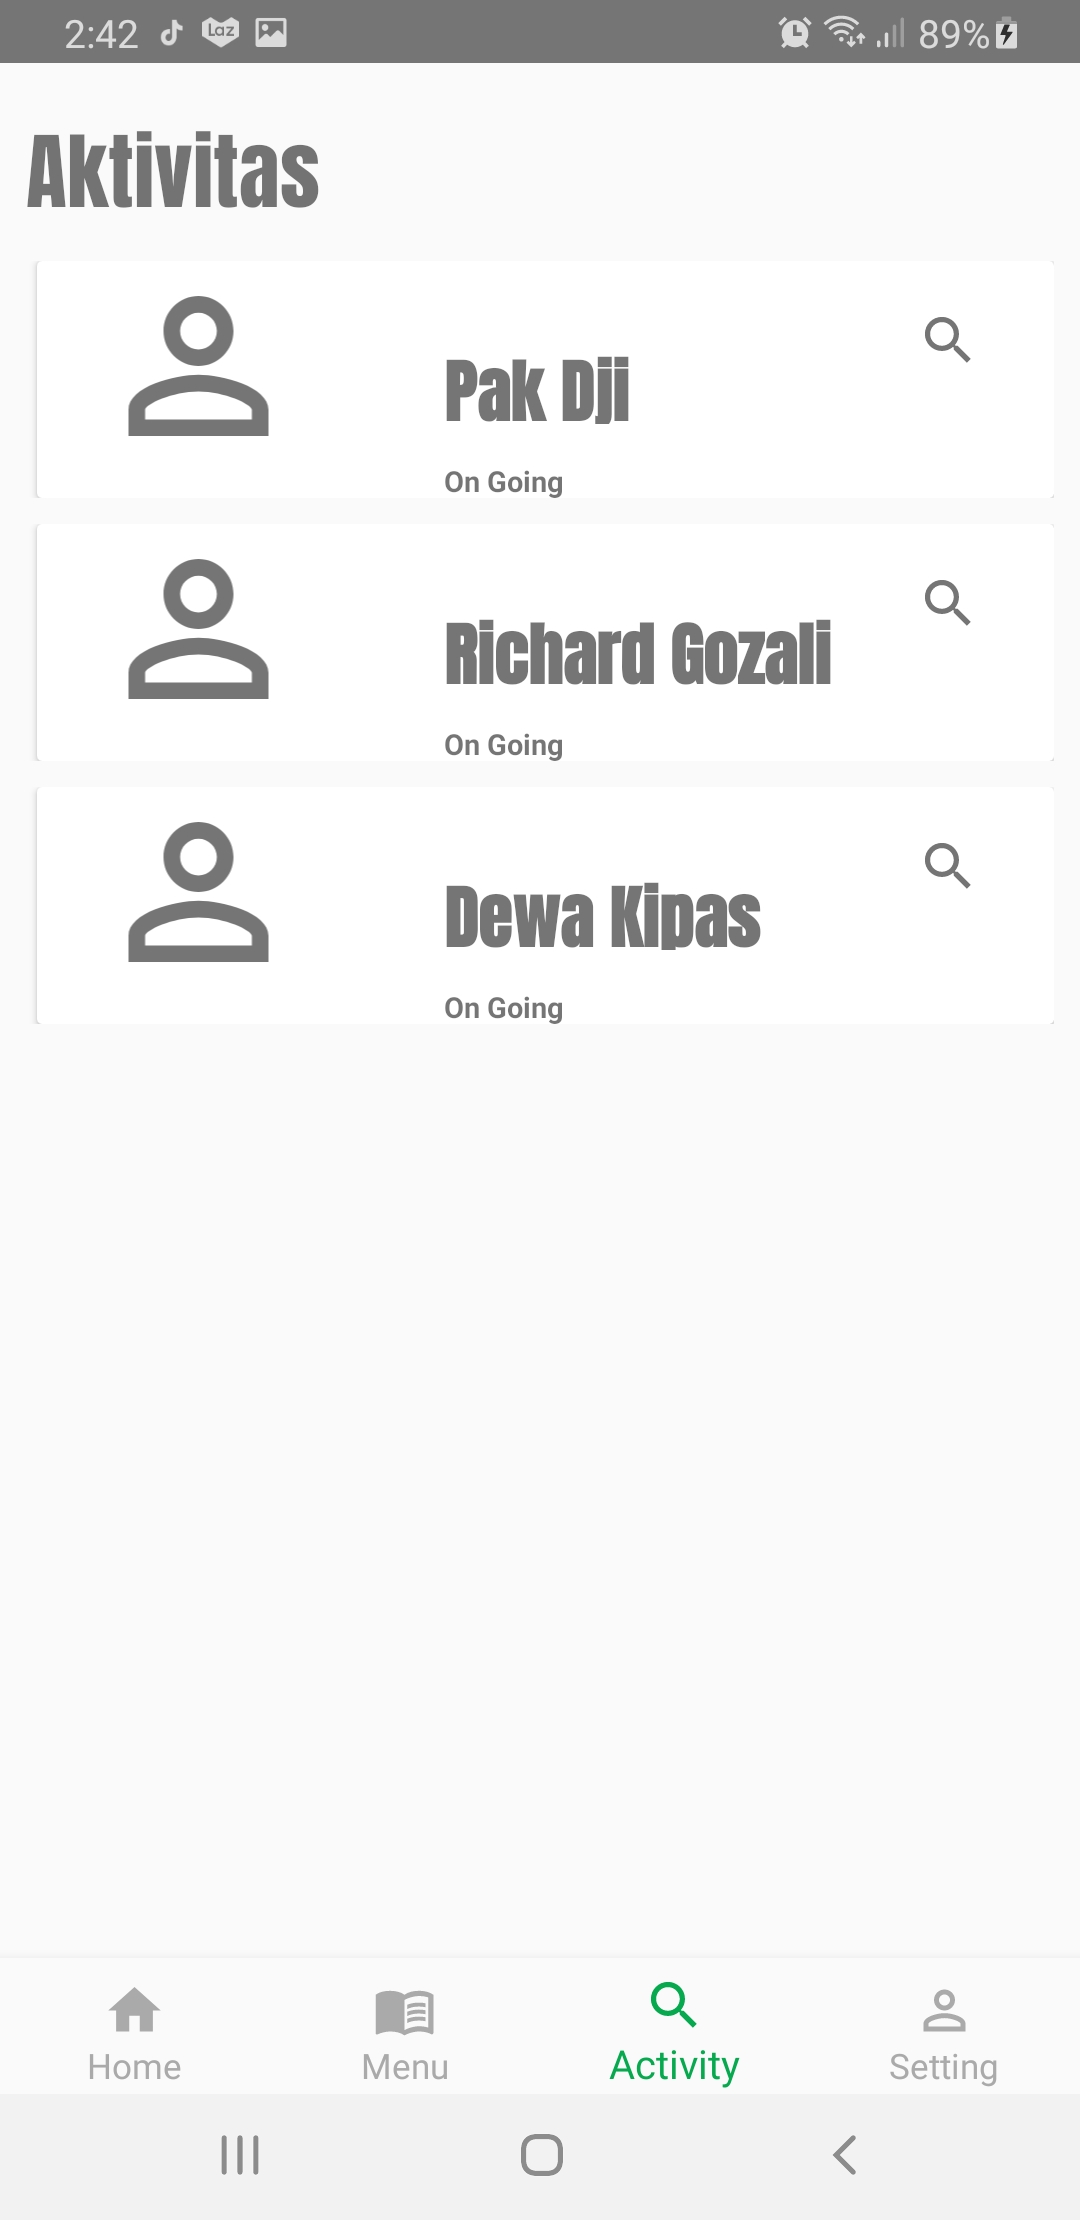 2:42 Laz 89%
Aktivitas
Pak Dji
On Going
Richard Gozali
On Going
Dewa Kipas
On Going
Home Menu Activity Setting